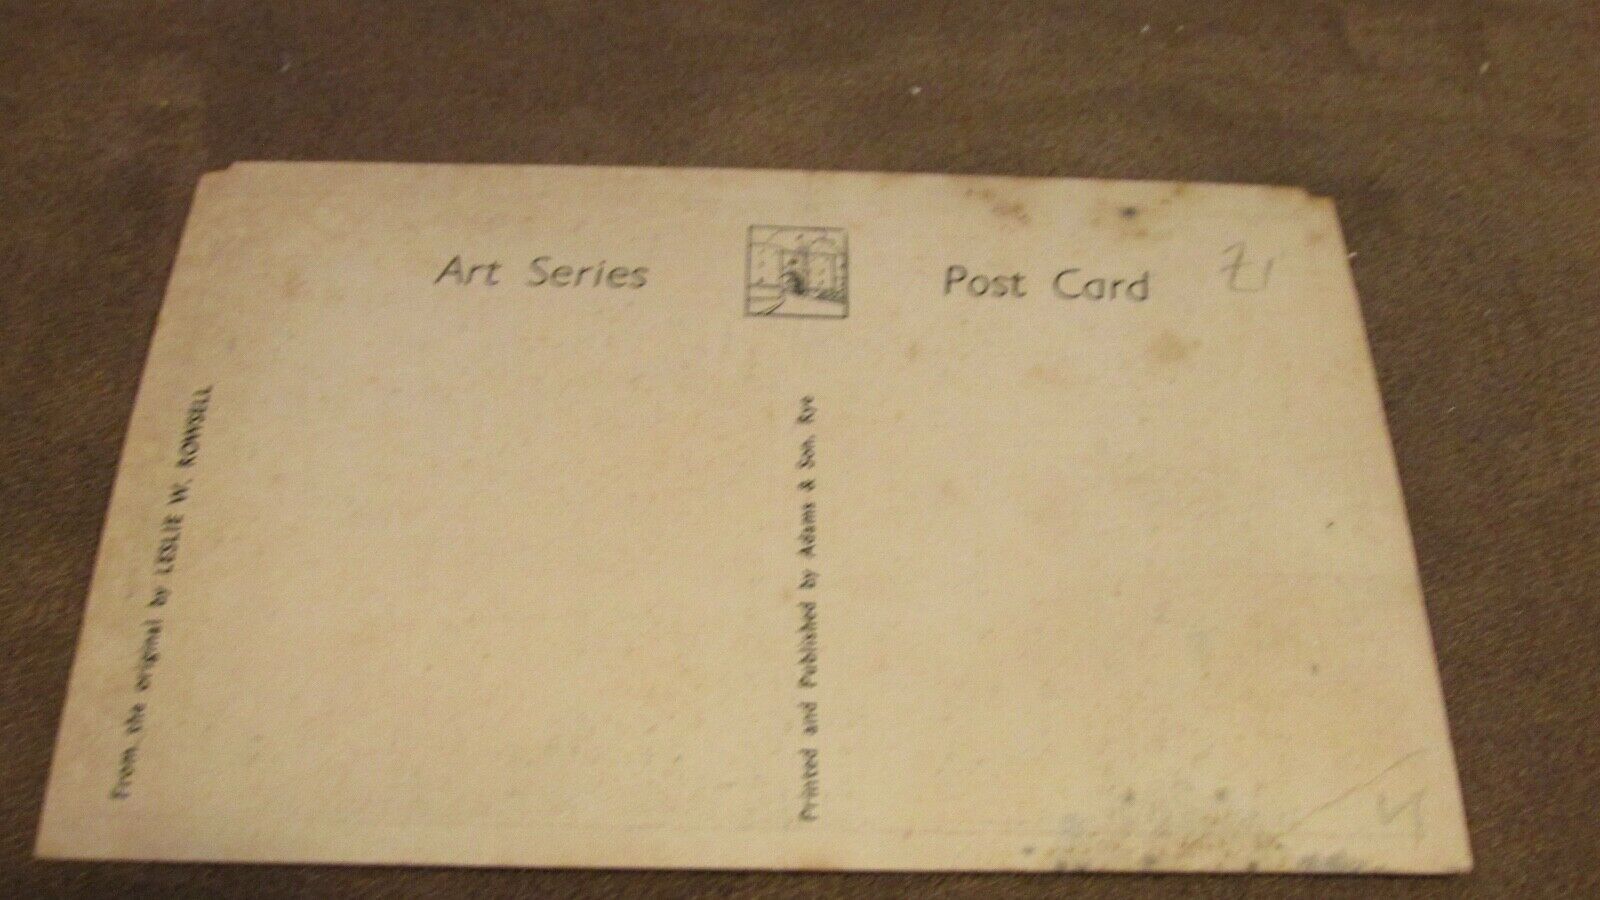 Art Series
Post Card
From the original by LESLIE W. ROWSELL
Printed and Published by Adams & Son, Rye